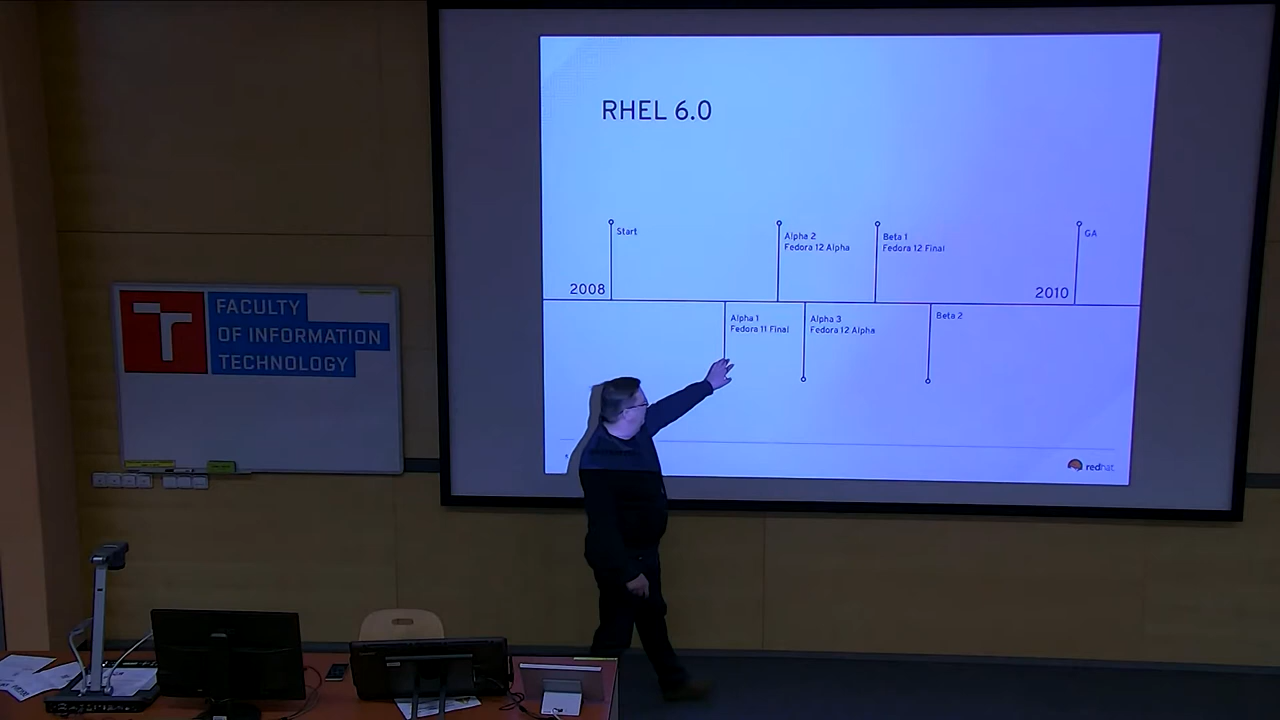 RHEL 6.0
Start
Alpha 2
Fedora 12 Alpha
Beta 1
Fedora 12 Final
GA
2008
2010
Alpha 1
Fedora 11 Final
Alpha 3
Fedora 12 Alpha
Beta 2
redhat
FACULTY
OF INFORMATION
TECHNOLOGY